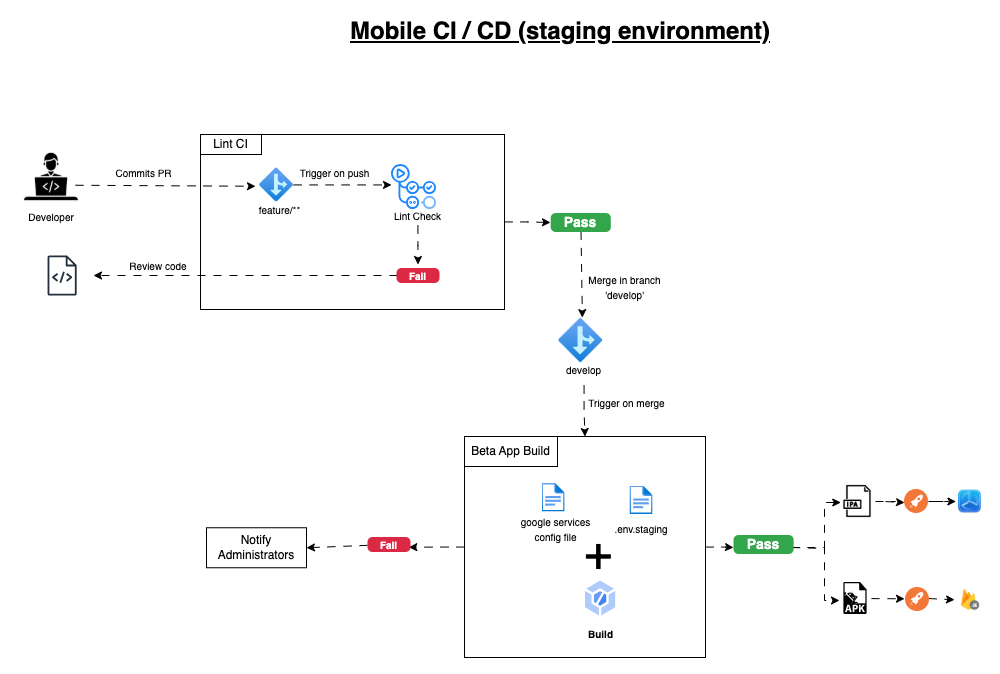 Mobile CI / CD (staging environment)
Lint CI
Commits PR
Trigger on push
Developer
feature/**
Lint Check
Pass
Review code
Fail
Merge in branch
'develop'
develop
Trigger on merge
Beta App Build
google services
config file
.env.staging
IPA
Notify
Administrators
Fail
Pass
Build
APK